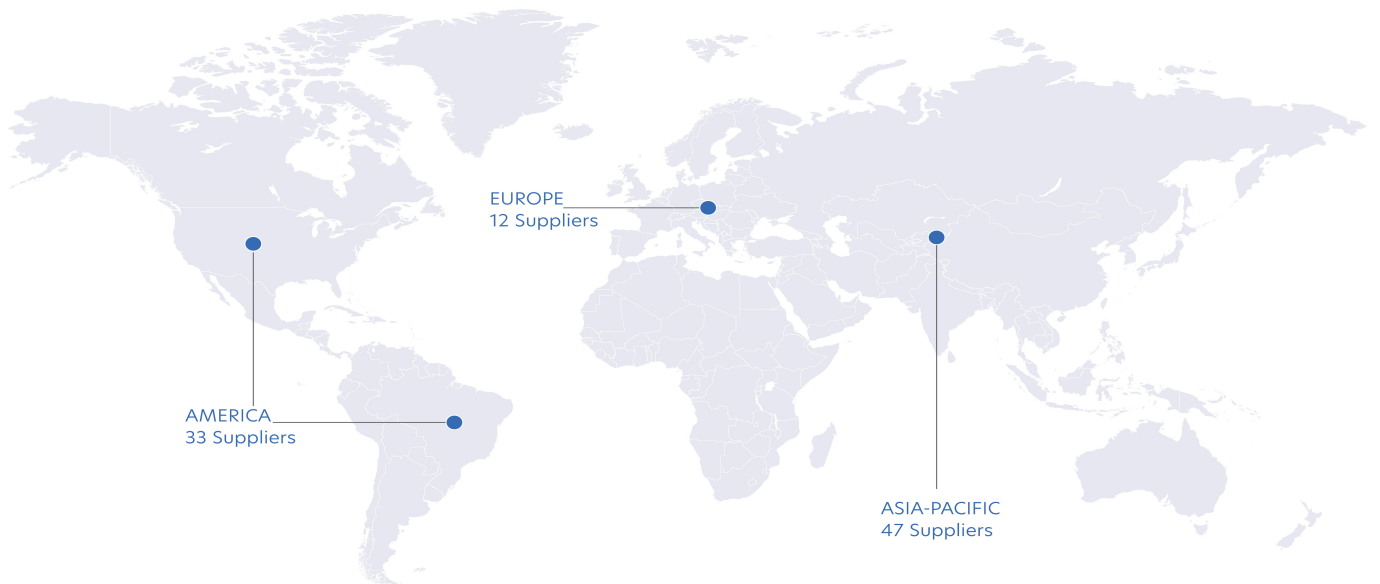 EUROPE
12 Suppliers
AMERICA
33 Suppliers
ASIA-PACIFIC
47 Suppliers